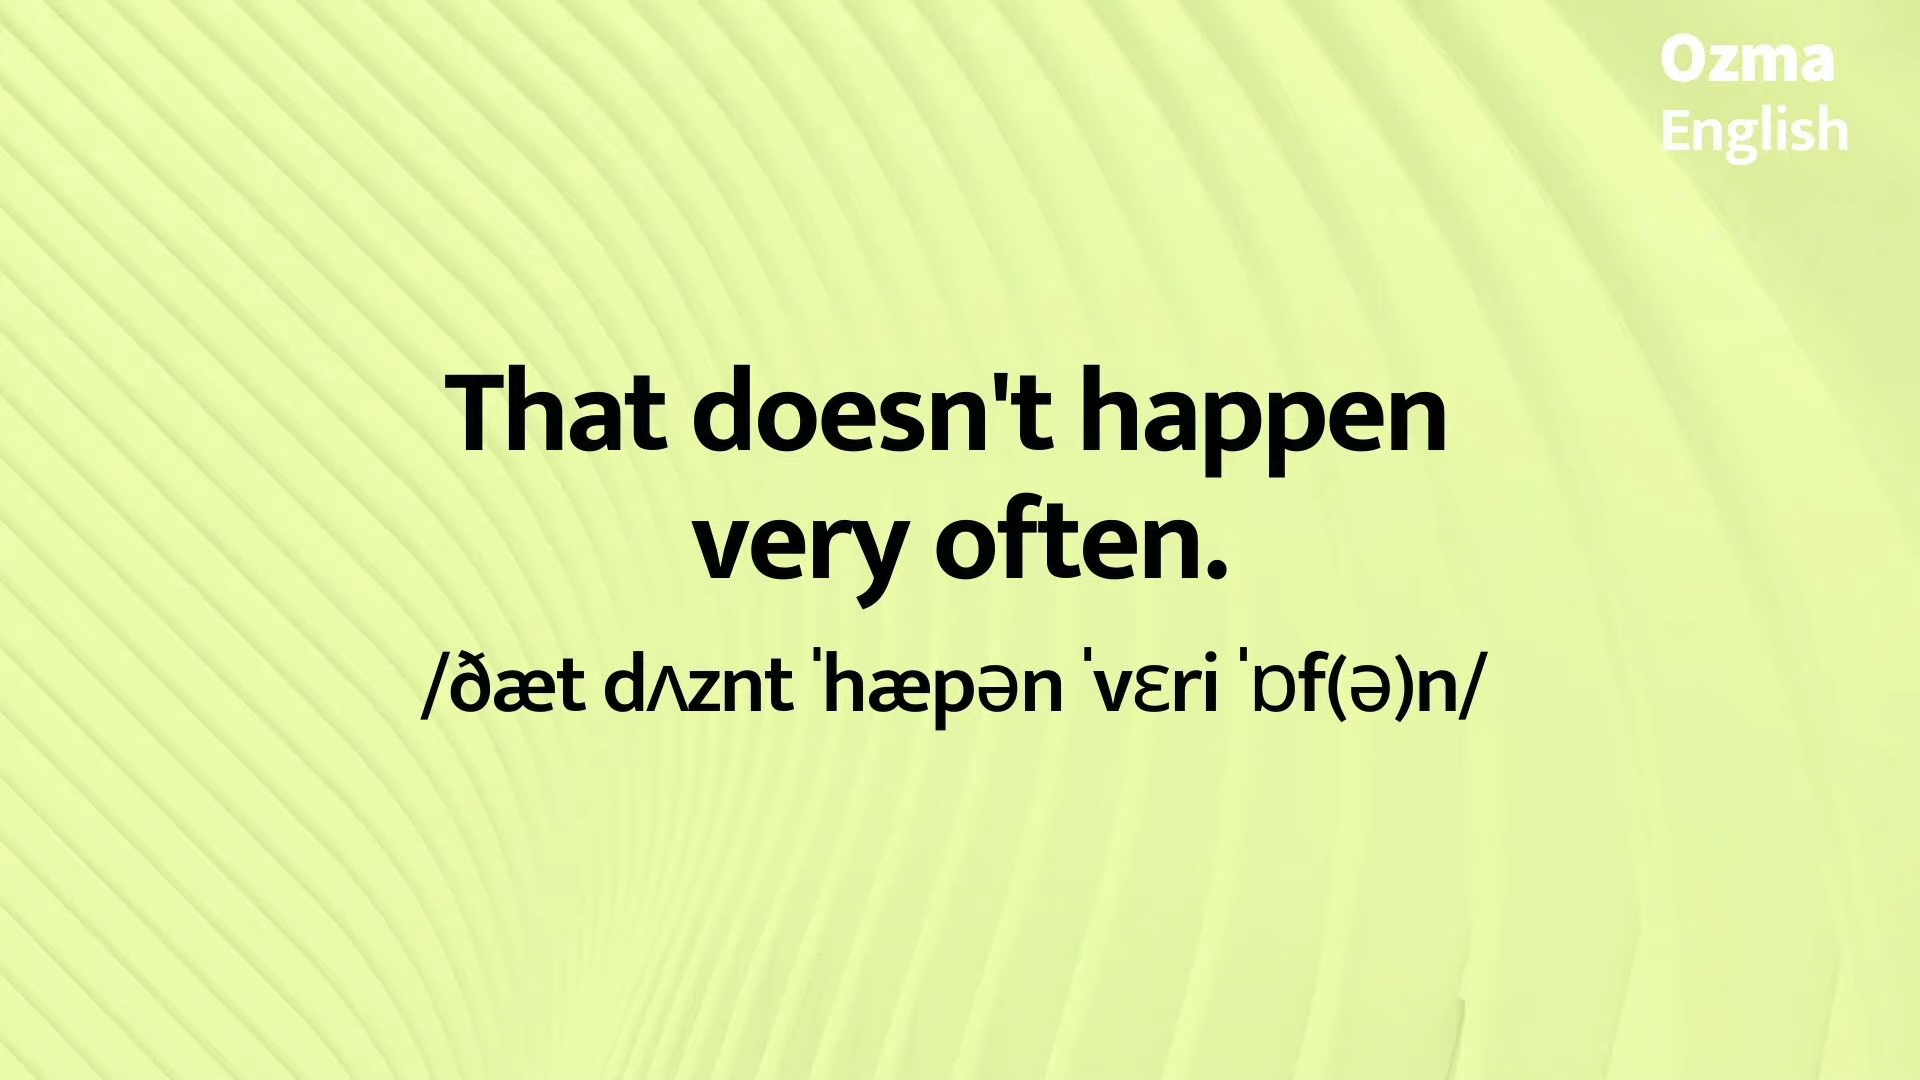 Ozma
English
That doesn't happen
very often.
/ðæt dʌznt ˈhæpən ˈvɛri ˈɒf(ə)n/